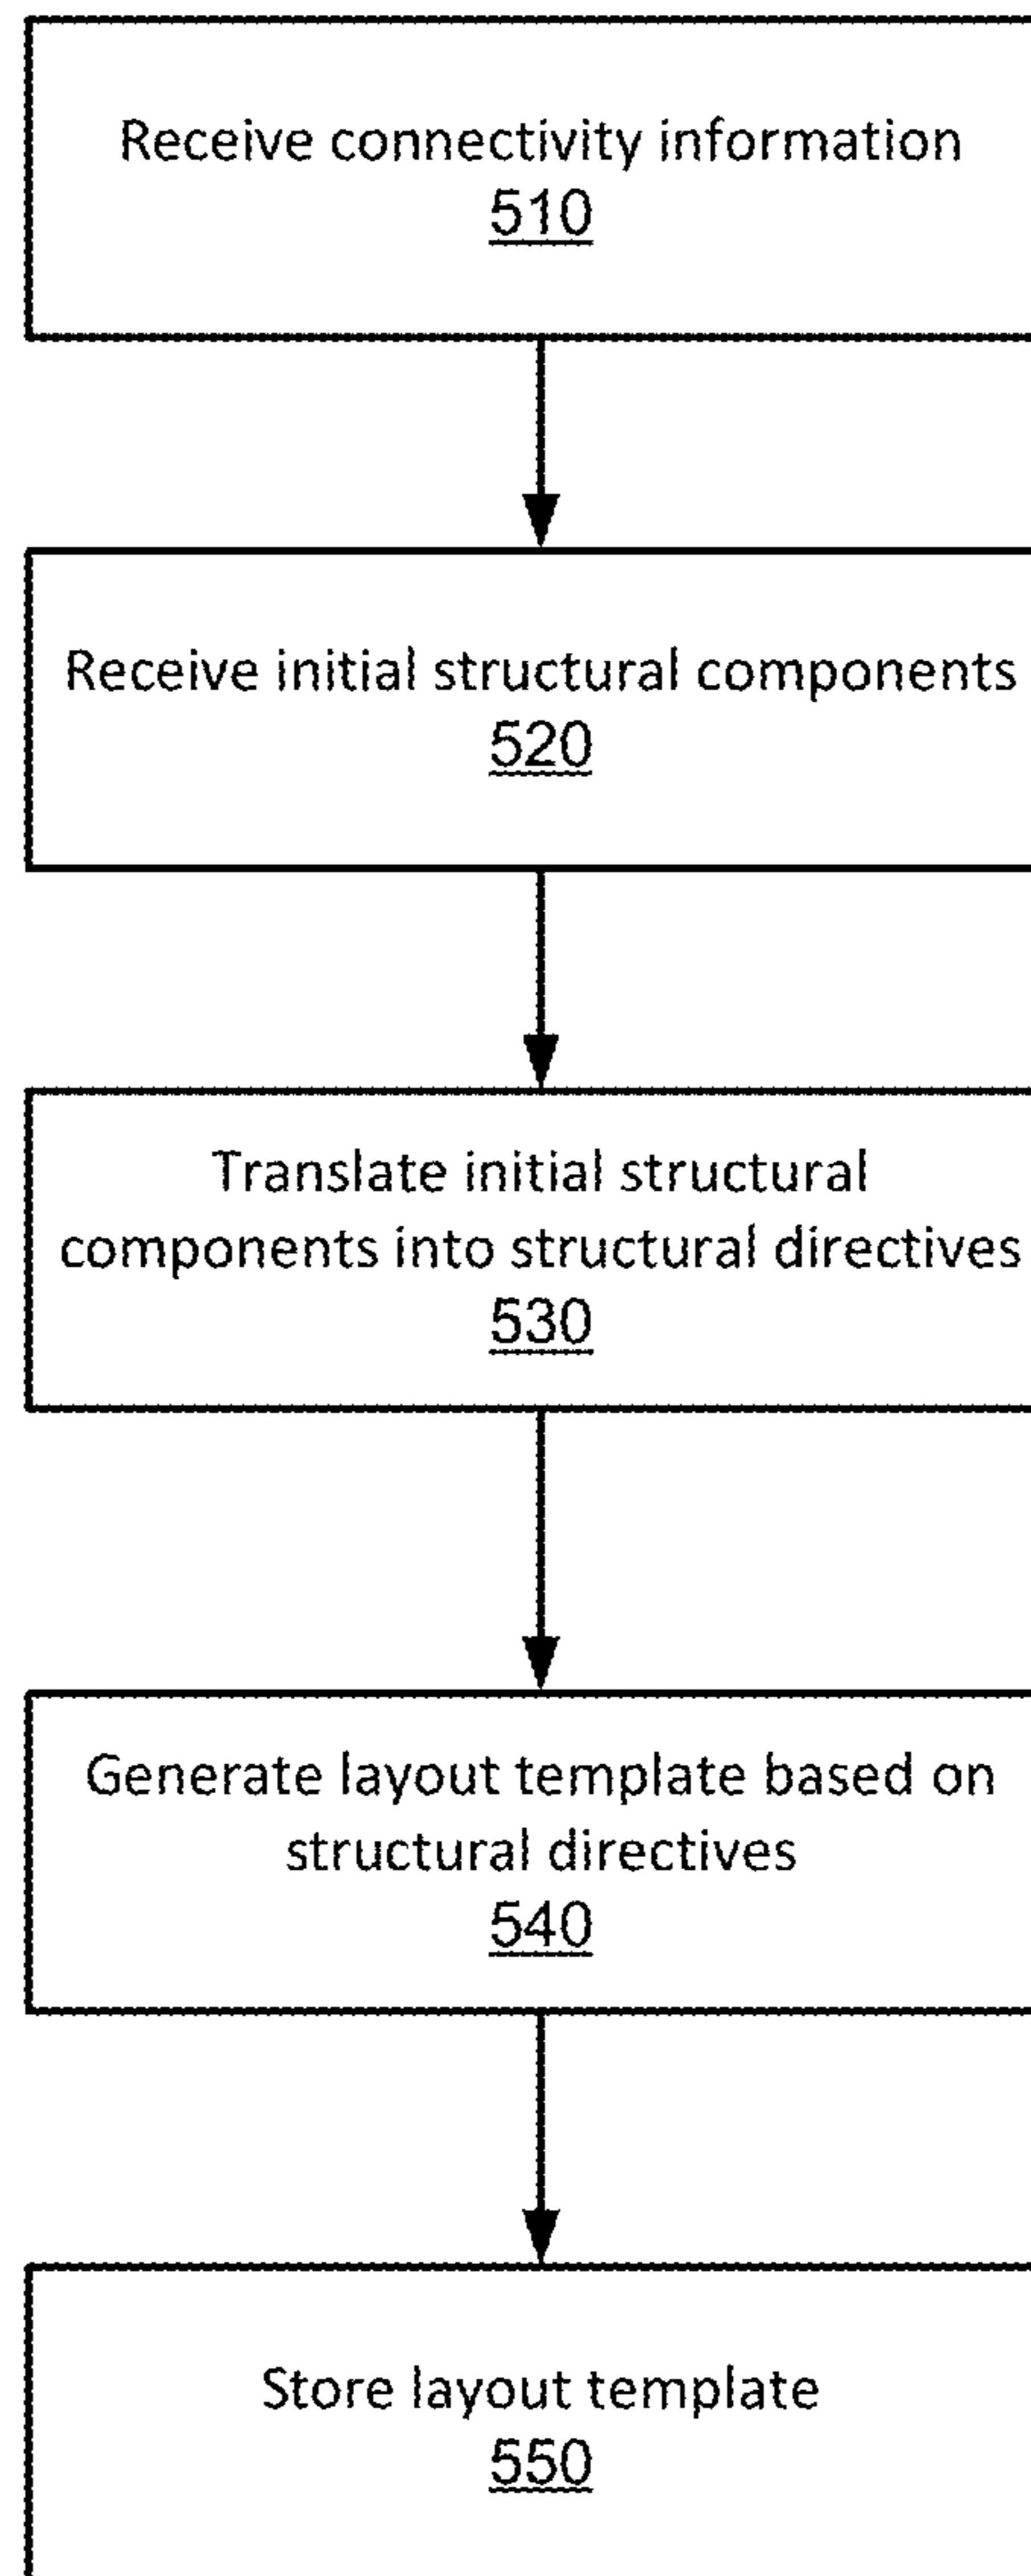 Receive connectivity information
510
Receive initial structural components
520
Translate initial structural
components into structural directives
530
Generate layout template based on
structural directives
540
Store layout template
550